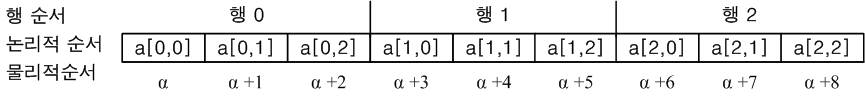 행 순서 행 0 행 1 행 2
논리적 순서 a[0,0] a[0,1] a[0,2] a[1,0] a[1,1] a[1,2] a[2,0] a[2,1] a[2,2]
물리적순서 α α +1 α +2 α +3 α +4 α +5 α +6 α +7 α +8